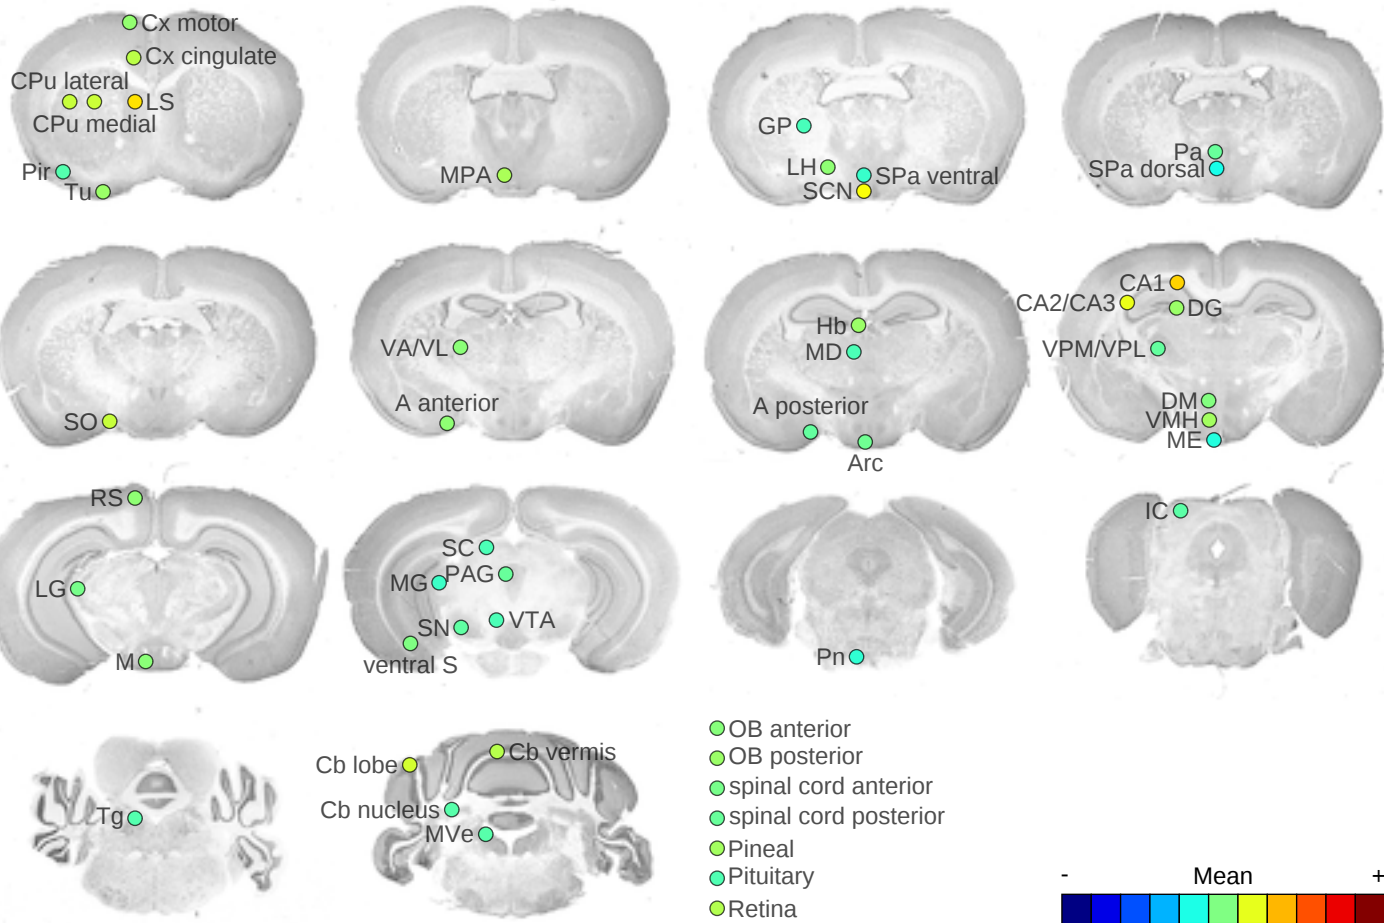 Cx motor
Cx cingulate
CPu lateral
LS
CPu medial
Pir
Tu
MPA
GP
LH
SPa ventral
SCN
Pa
SPa dorsal
SO
VA/VL
A anterior
Hb
MD
A posterior
Arc
CA1
CA2/CA3
DG
VPM/VPL
DM
VMH
ME
RS
LG
M
SC
MG
PAG
SN
VTA
ventral S
Pn
IC
Tg
Cb lobe
Cb vermis
Cb nucleus
MVe
OB anterior
OB posterior
spinal cord anterior
spinal cord posterior
Pineal
Pituitary
Retina
- Mean +